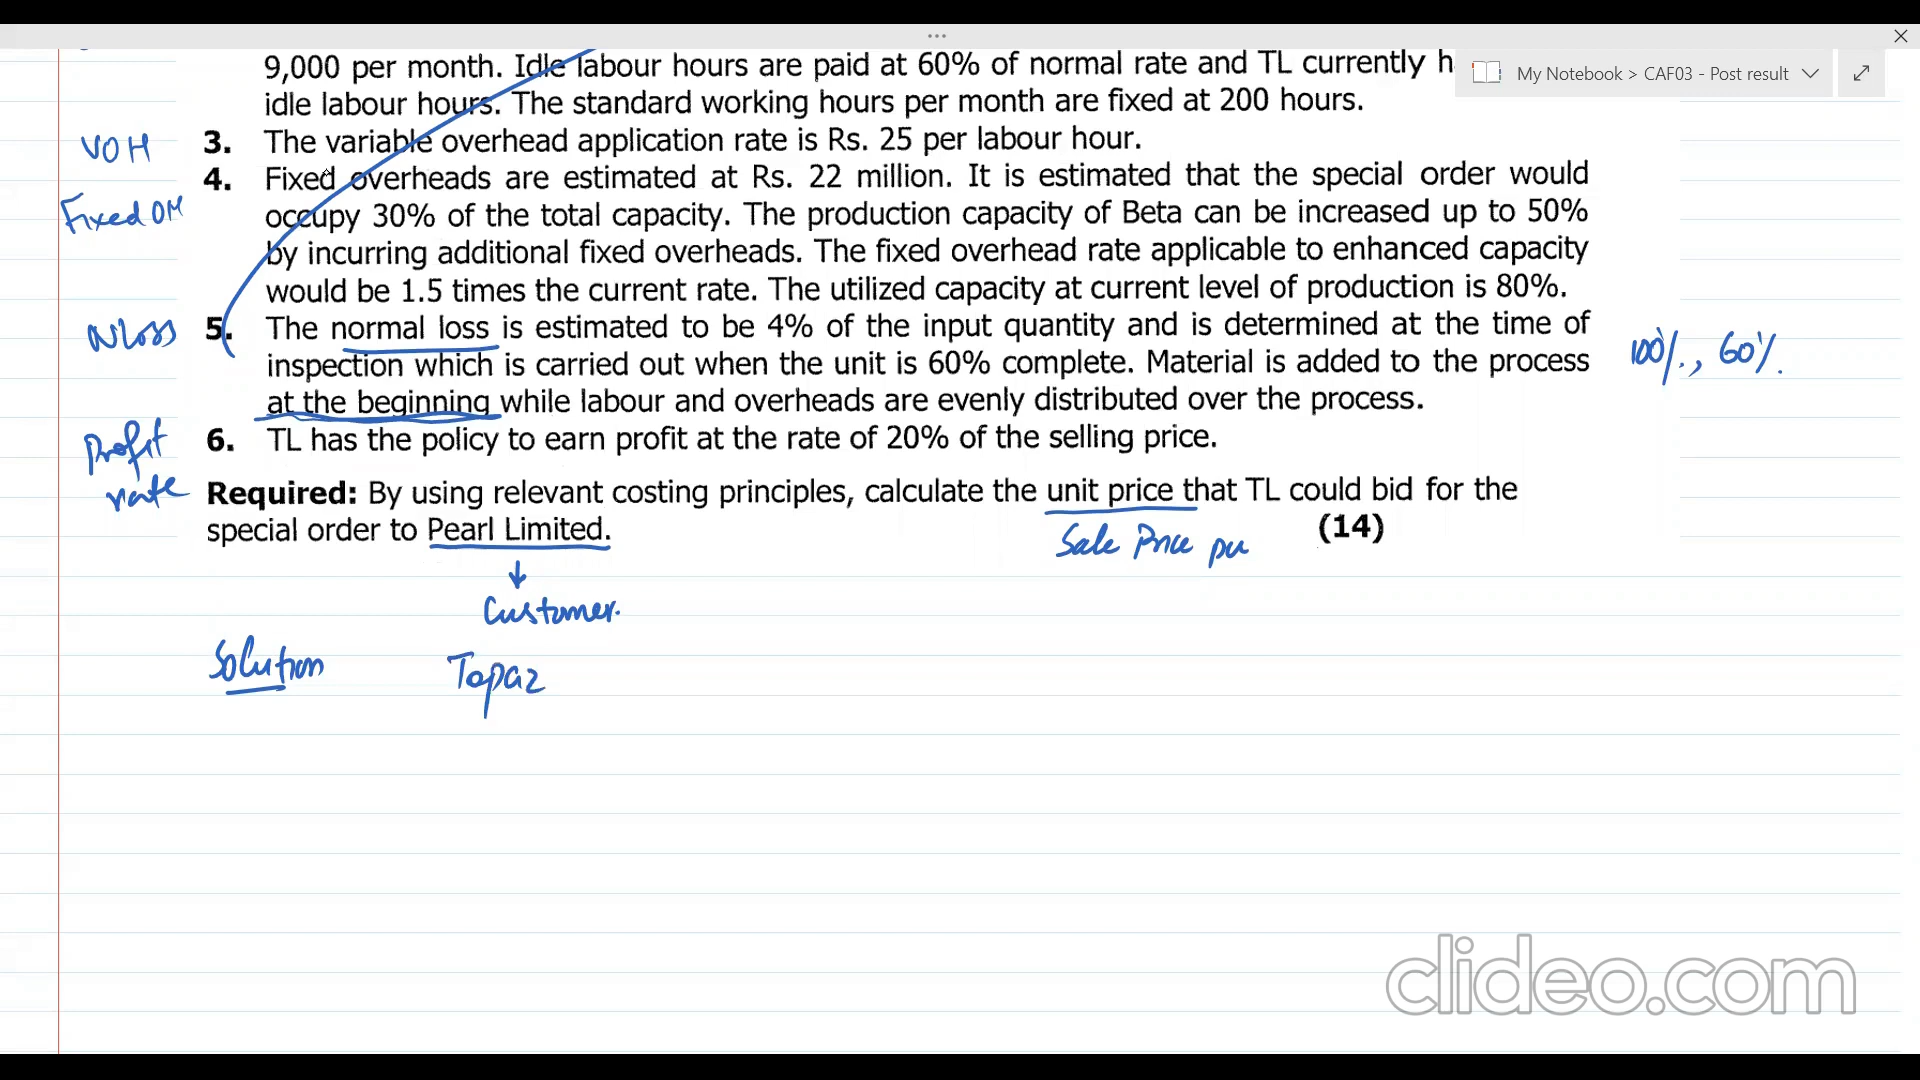 ...
My Notebook > CAF03 - Post result
9,000 per month. Idle labour hours are paid at 60% of normal rate and TL currently
idle labour hours. The standard working hours per month are fixed at 200 hours.
VOH
3. The variable overhead application rate is Rs. 25 per labour hour.
4. Fixed overheads are estimated at Rs. 22 million. It is estimated that the special order would
Fixed OH
occupy 30% of the total capacity. The production capacity of Beta can be increased up to 50%
by incurring additional fixed overheads. The fixed overhead rate applicable to enhanced capacity
would be 1.5 times the current rate. The utilized capacity at current level of production is 80%.
N Loss
5. The normal loss is estimated to be 4% of the input quantity and is determined at the time of
inspection which is carried out when the unit is 60% complete. Material is added to the process
100%., 60%.
at the beginning while labour and overheads are evenly distributed over the process.
Profit
rate
6. TL has the policy to earn profit at the rate of 20% of the selling price.
Required: By using relevant costing principles, calculate the unit price that TL could bid for the
special order to Pearl Limited. (14)
Sale Price pu
Customer.
Solution
Topaz
clideo.com